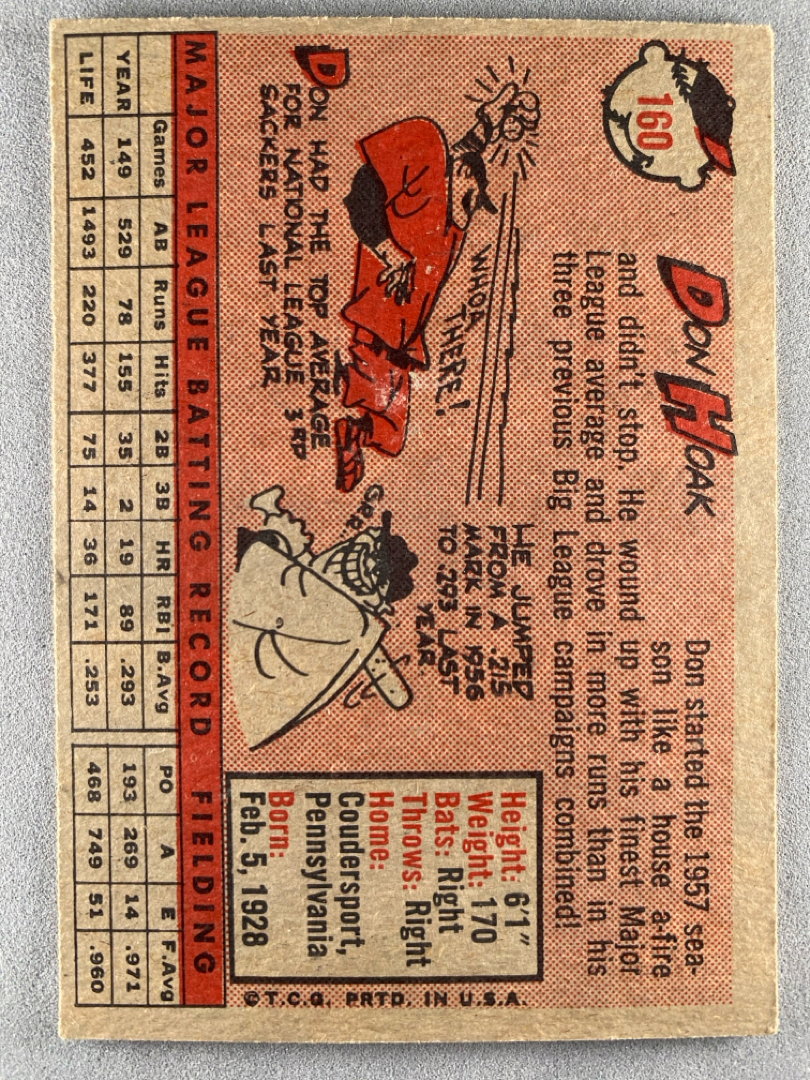 160
DON HOAK
Don started the 1957 sea-
son like a house a-fire
and didn't stop. He wound up with his finest Major
League average and drove in more runs than in his
three previous Big League campaigns combined!
WHOA
THERE!
DON HAD THE TOP AVERAGE
FOR NATIONAL LEAGUE 3RD
SACKERS LAST YEAR
GRR
HE JUMPED
FROM A .215
MARK IN 1956
TO .293 LAST
YEAR
Height: 6'1"
Weight: 170
Bats: Right
Throws: Right
Home:
Coudersport,
Pennsylvania
Born:
Feb. 5, 1928
©T.C.G. PRTD. IN U.S.A.
MAJOR LEAGUE BATTING RECORD FIELDING
Games AB Runs Hits 2B 3B HR RBI B.Avg PO A E F.Avg
YEAR 149 529 78 155 35 2 19 89 .293 193 269 14 .971
LIFE 452 1493 220 377 75 14 36 171 .253 468 749 51 .960